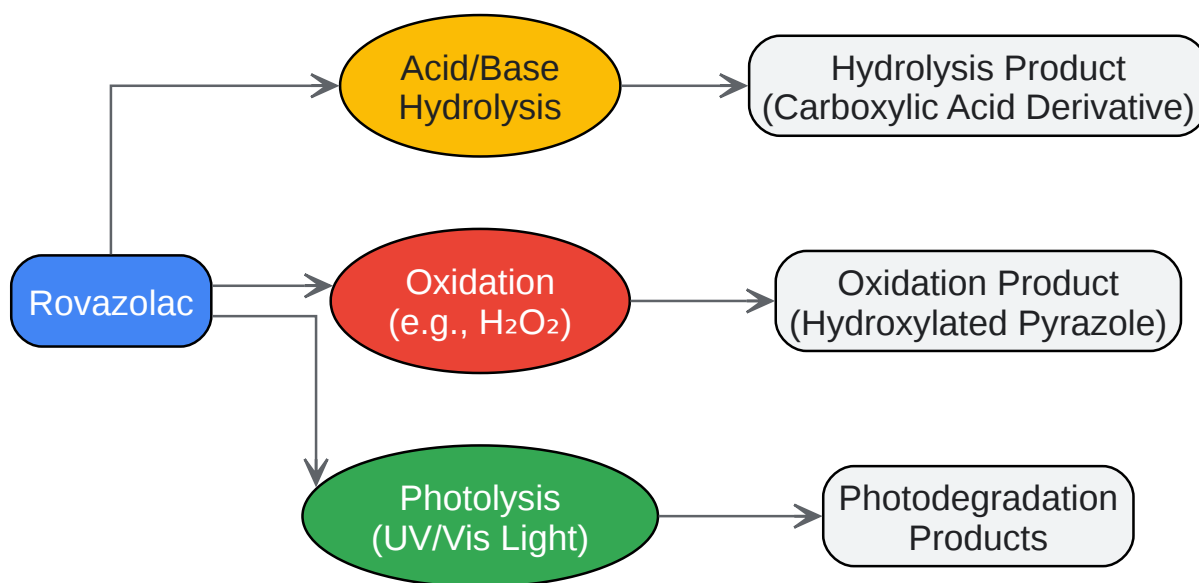 Acid/Base
Hydrolysis
Hydrolysis Product
(Carboxylic Acid Derivative)
Rovazolac
Oxidation
(e.g., H₂O₂)
Oxidation Product
(Hydroxylated Pyrazole)
Photolysis
(UV/Vis Light)
Photodegradation
Products